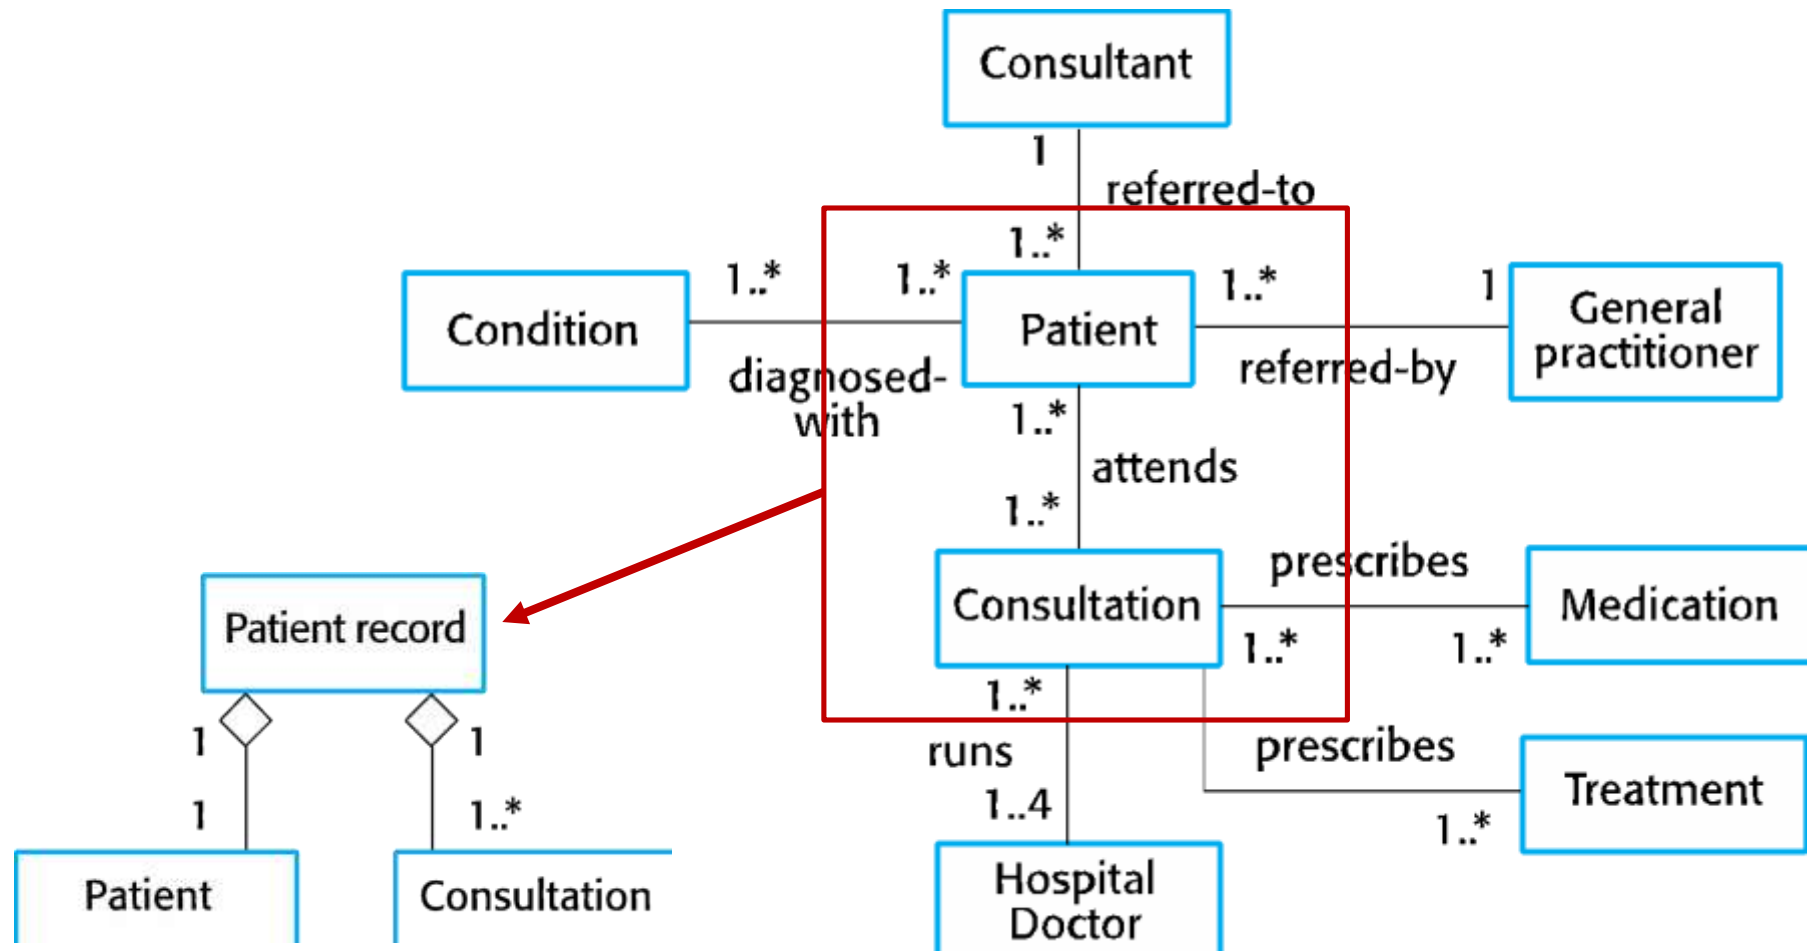 Consultant
1
referred-to
1..*
1..*
1..*
1..*
1
Condition
Patient
General
practitioner
diagnosed-
with
referred-by
1..*
attends
1..*
prescribes
Consultation
Medication
1..*
1..*
1..*
runs
prescribes
1..4
Treatment
1..*
Hospital
Doctor
Patient record
1
1
1
1..*
Patient
Consultation